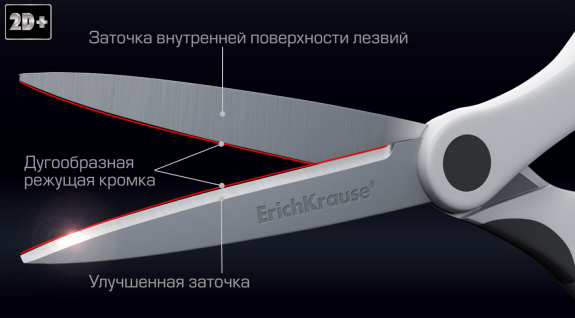 2D+
Заточка внутренней поверхности лезвий
Дугообразная
режущая кромка
ErichKrause®
Улучшенная заточка